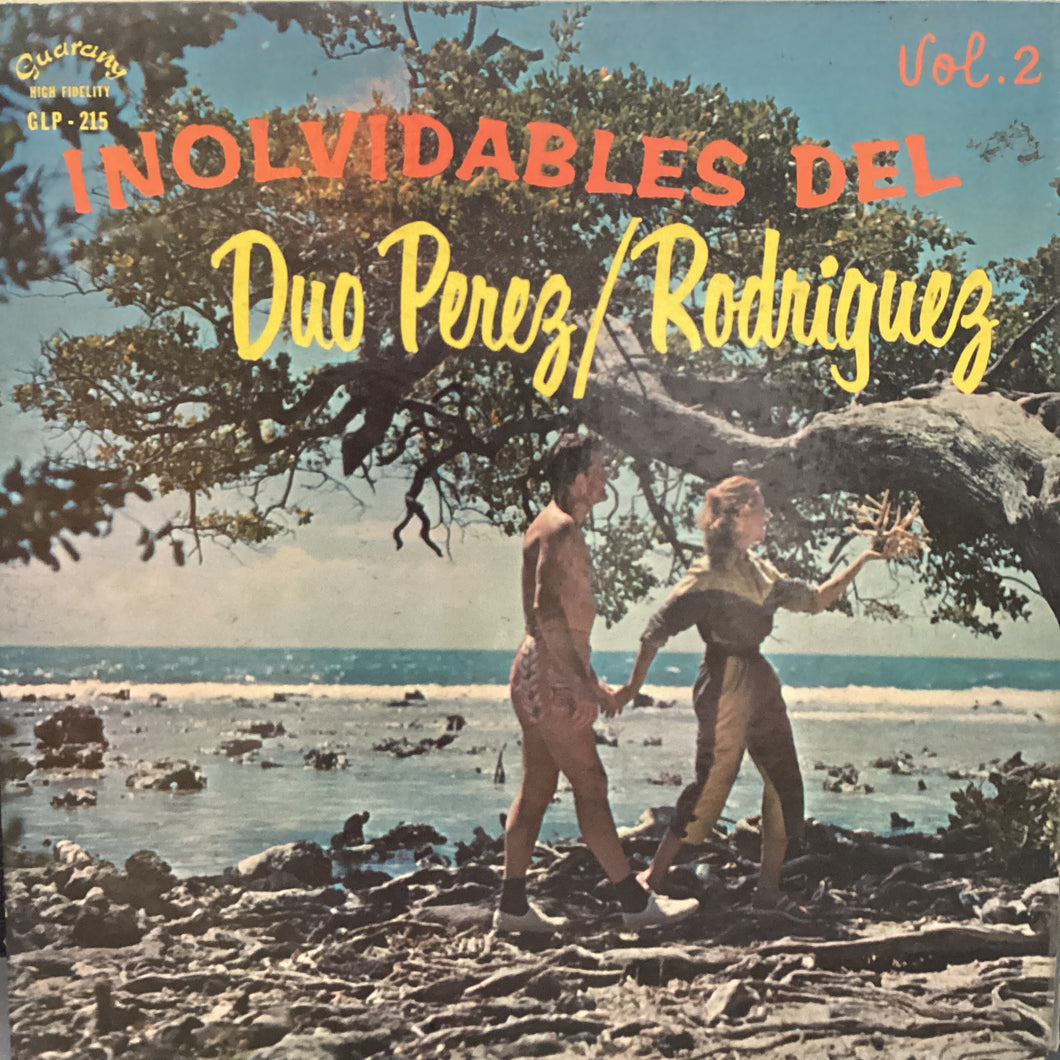 Guarany
HIGH FIDELITY
GLP - 215
Vol. 2
INOLVIDABLES DEL
Duo Perez/Rodriguez